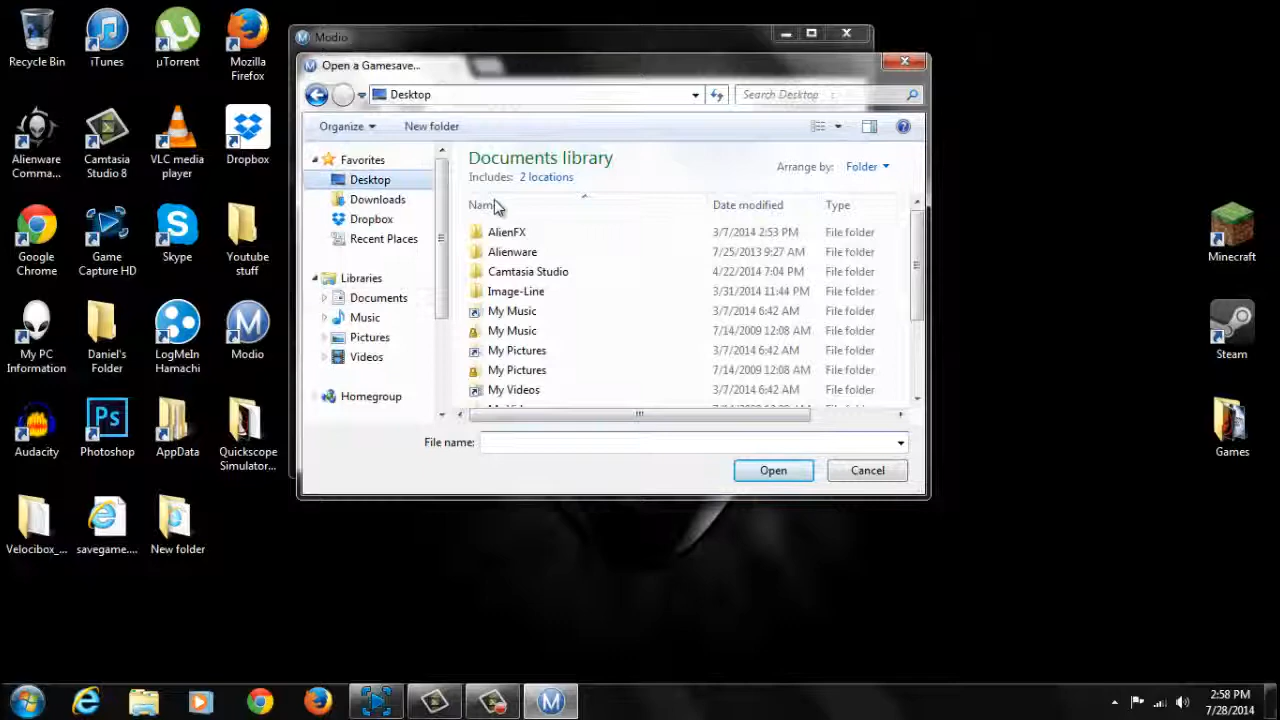 Recycle Bin
iTunes
µTorrent
Mozilla
Firefox
Alienware
Comma...
Camtasia
Studio 8
VLC media
player
Dropbox
Google
Chrome
Game
Capture HD
Skype
Youtube
stuff
My PC
Information
Daniel's
Folder
LogMeIn
Hamachi
Modio
Audacity
Photoshop
AppData
Quickscope
Simulator...
Velocibox_...
savegame....
New folder
Modio
Open a Gamesave...
Desktop
Search Desktop
Organize
New folder
Favorites
Desktop
Downloads
Dropbox
Recent Places
Libraries
Documents
Music
Pictures
Videos
Homegroup
Documents library
Includes: 2 locations
Arrange by: Folder
Name Date modified Type
AlienFX 3/7/2014 2:53 PM File folder
Alienware 7/25/2013 9:27 AM File folder
Camtasia Studio 4/22/2014 7:04 PM File folder
Image-Line 3/31/2014 11:44 PM File folder
My Music 3/7/2014 6:42 AM File folder
My Music 7/14/2009 12:08 AM File folder
My Pictures 3/7/2014 6:42 AM File folder
My Pictures 7/14/2009 12:08 AM File folder
My Videos 3/7/2014 6:42 AM File folder
File name:
Open Cancel
Minecraft
Steam
Games
2:58 PM
7/28/2014